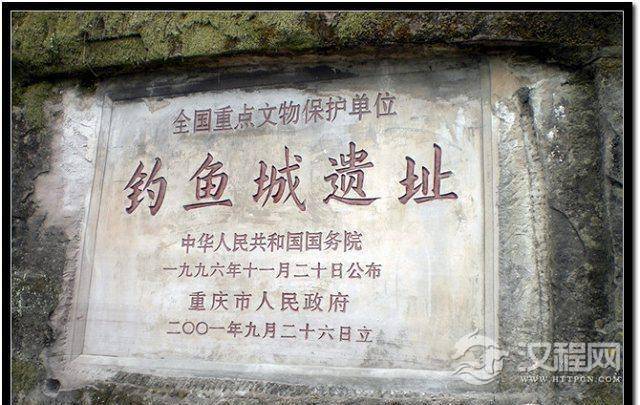 全国重点文物保护单位
钓鱼城遗址
中华人民共和国国务院
一九九六年十一月二十日公布
重庆市人民政府
二〇〇一年九月二十六日立
汉程网
WWW.HTTPCN.COM